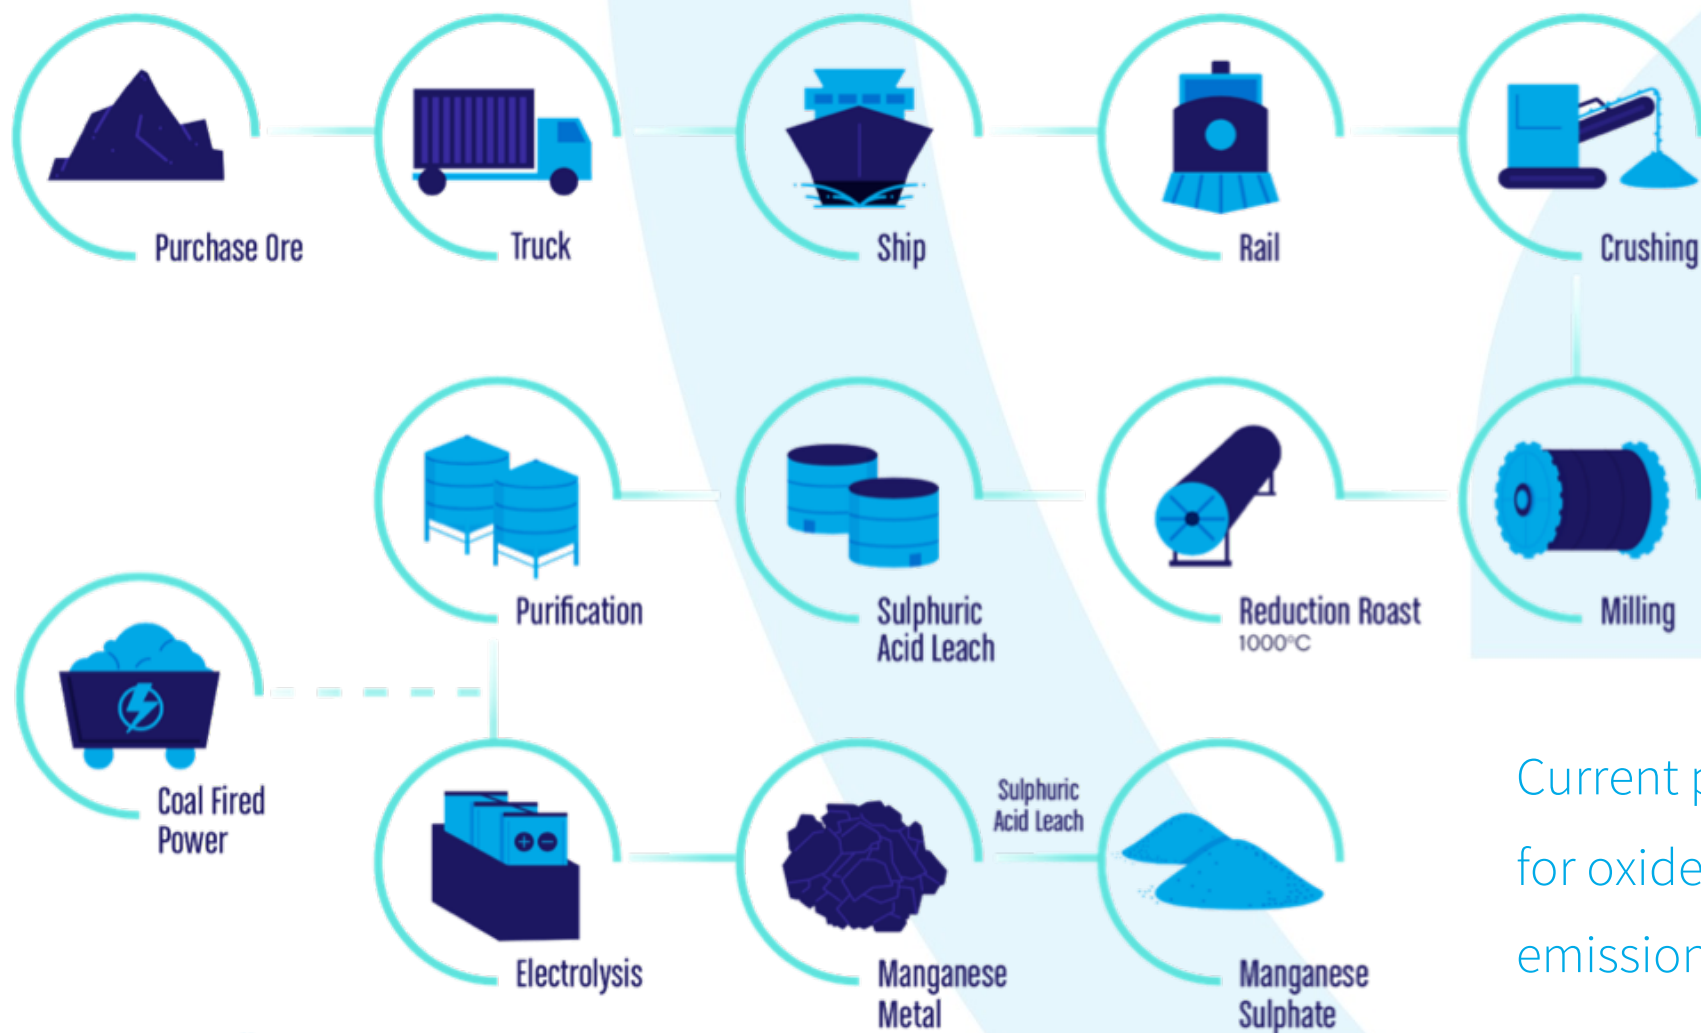 Purchase Ore
Truck
Ship
Rail
Crushing
Purification
Sulphuric
Acid Leach
Reduction Roast
1000°C
Milling
Coal Fired
Power
Sulphuric
Acid Leach
Electrolysis
Manganese
Metal
Manganese
Sulphate
Current
for oxide
emission